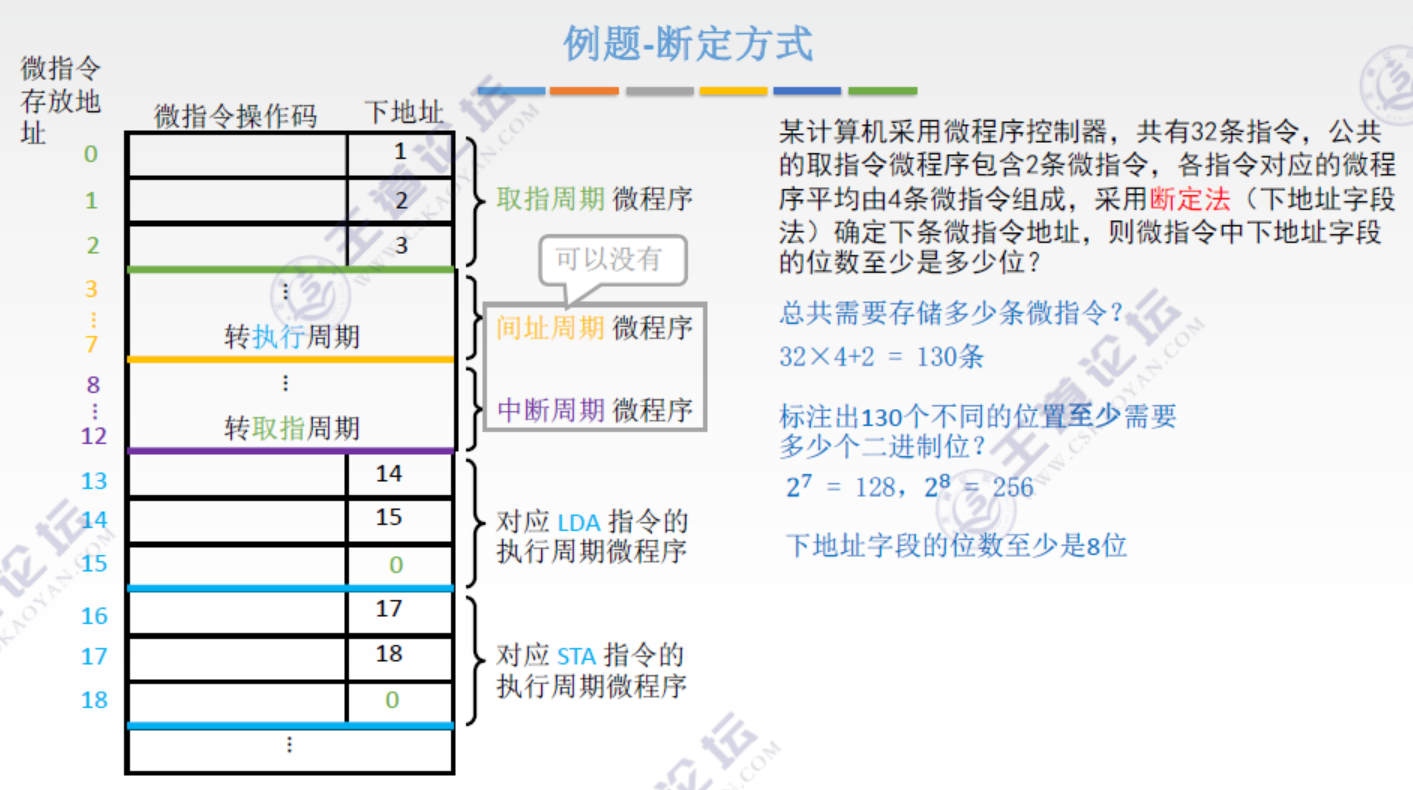 例题-断定方式
微指令
存放地
址
微指令操作码 下地址
0 1
1 2
2 3
取指周期 微程序
可以没有
3
⋮
7
⋮
转执行周期
间址周期 微程序
8
⋮
12
⋮
转取指周期
中断周期 微程序
13 14
14 15
15 0
对应 LDA 指令的
执行周期微程序
16 17
17 18
18 0
对应 STA 指令的
执行周期微程序
⋮
某计算机采用微程序控制器，共有32条指令，公共
的取指令微程序包含2条微指令，各指令对应的微程
序平均由4条微指令组成，采用断定法（下地址字段
法）确定下条微指令地址，则微指令中下地址字段
的位数至少是多少位？
总共需要存储多少条微指令？
32×4+2 = 130条
标注出130个不同的位置至少需要
多少个二进制位？
2⁷ = 128，2⁸ = 256
下地址字段的位数至少是8位
王道论坛
WWW.CSKAOYAN.COM
王道论坛
WWW.CSKAOYAN.COM